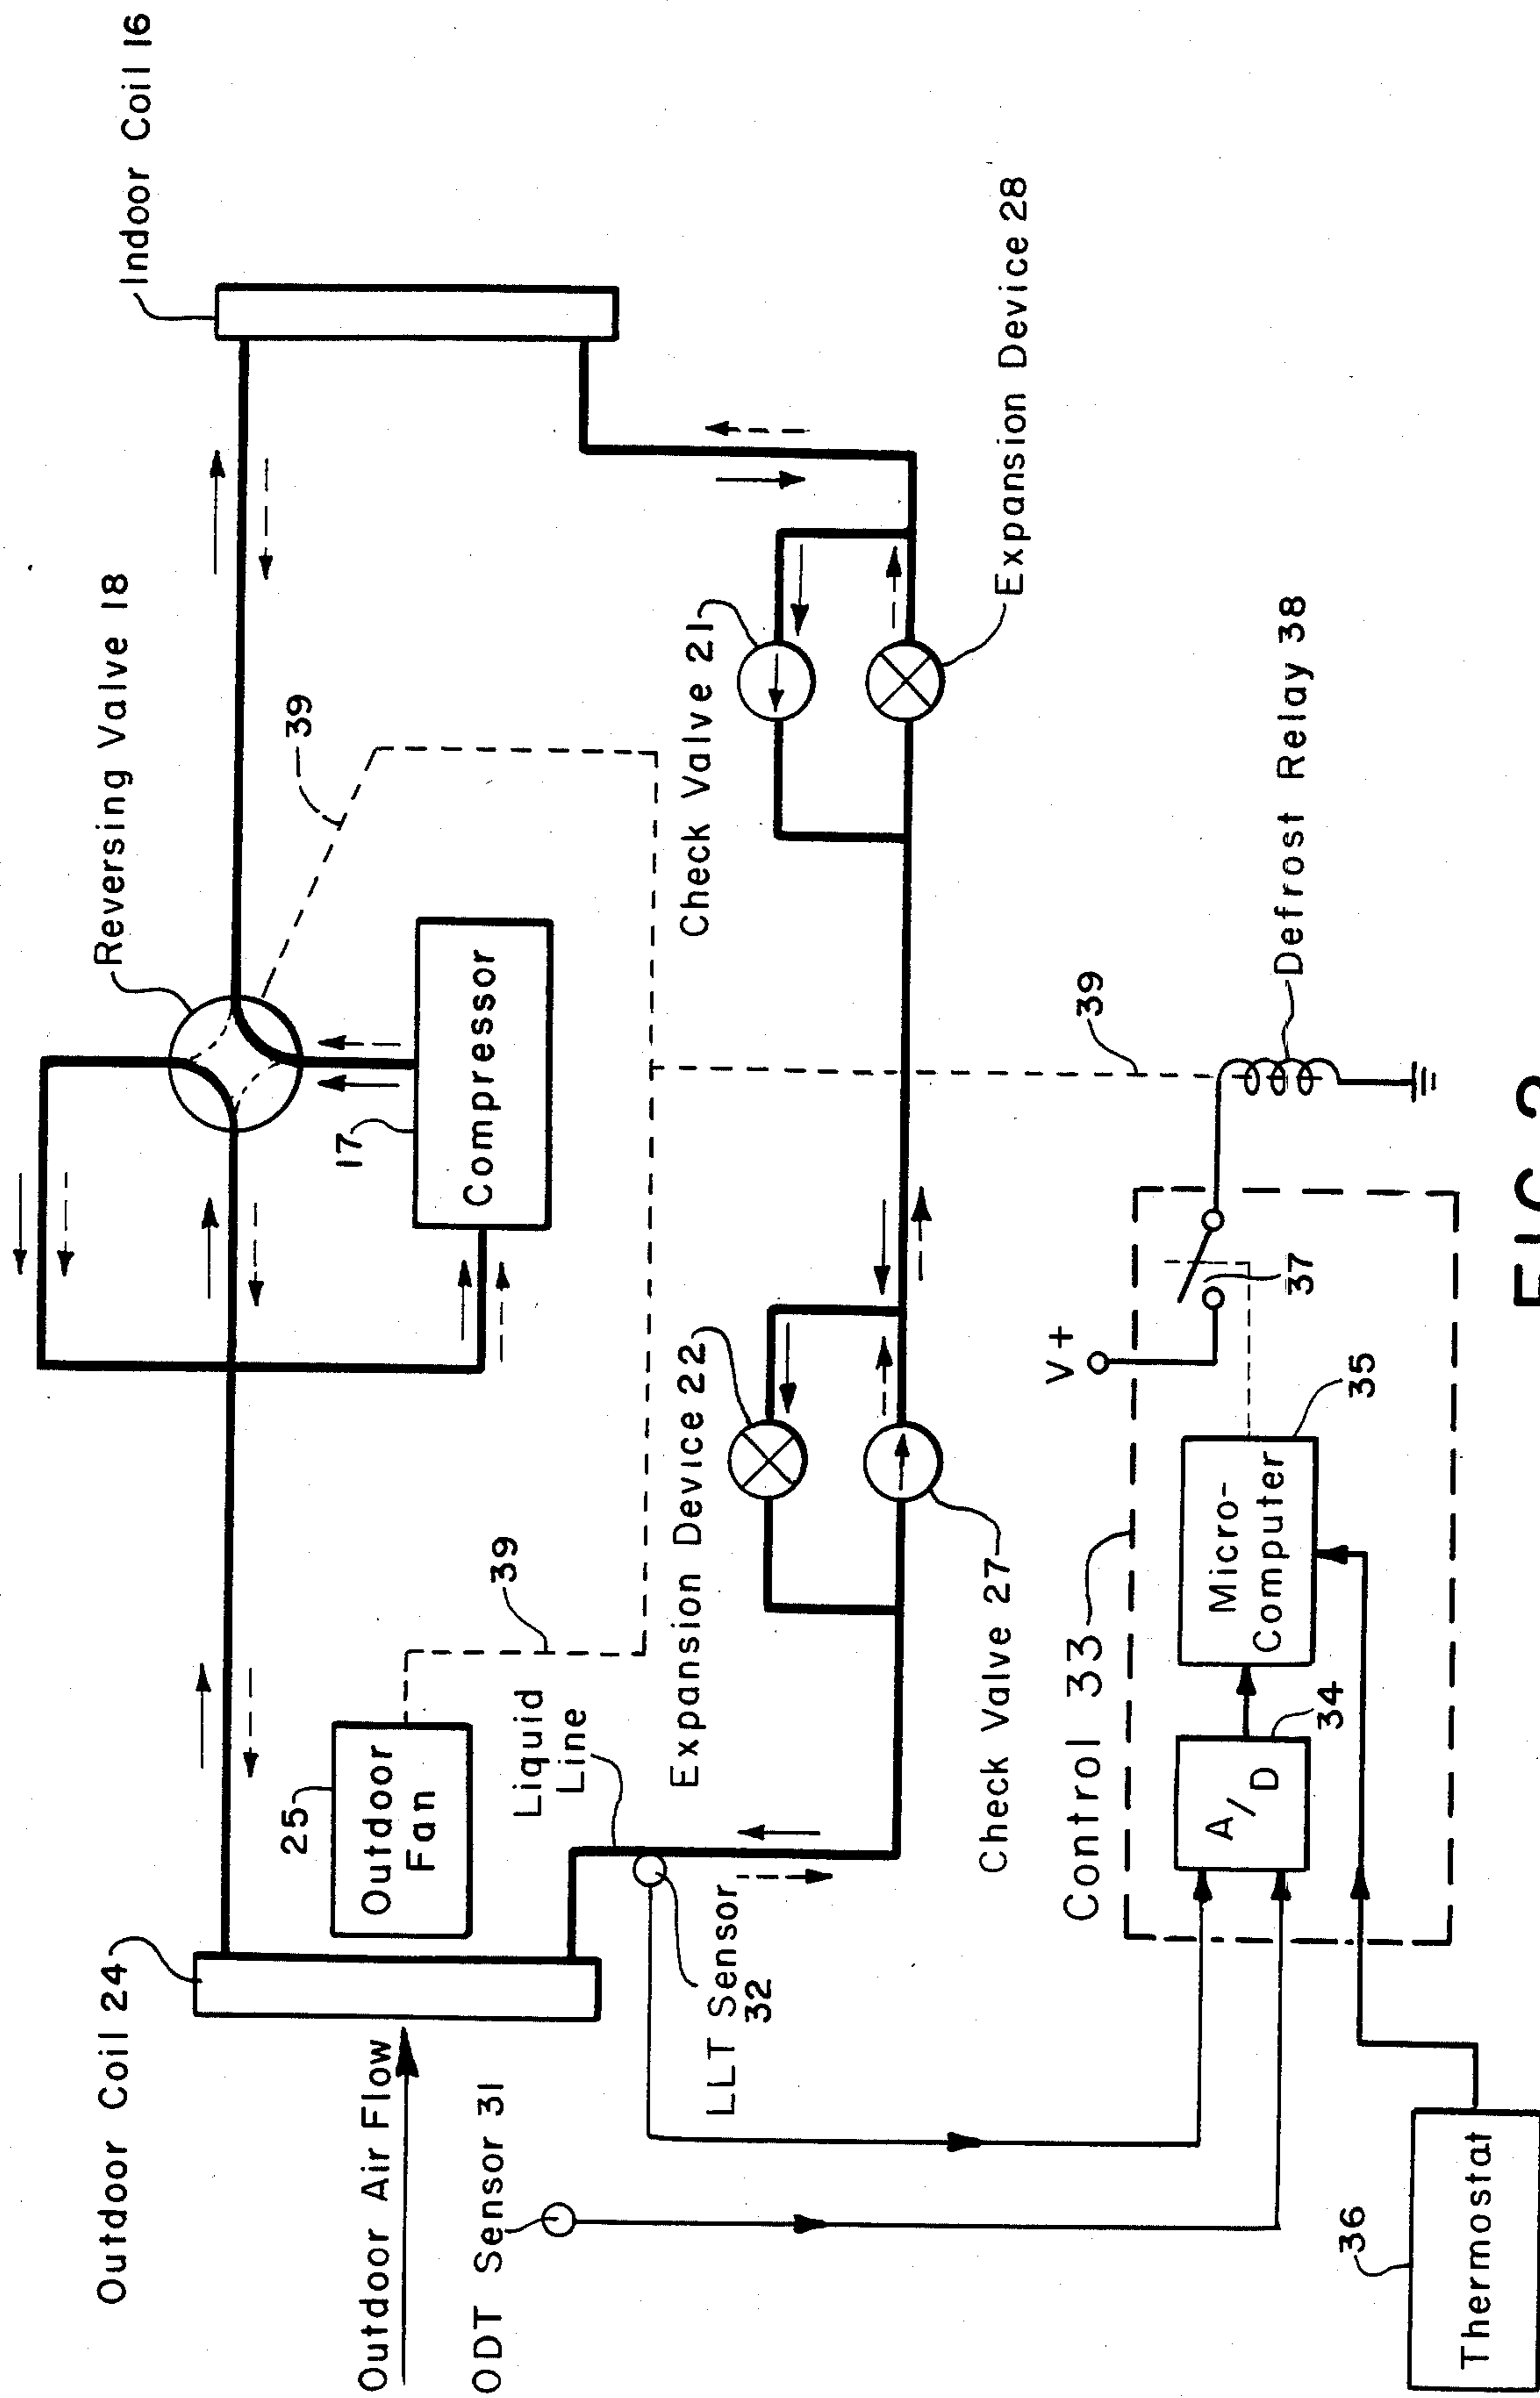 Outdoor Coil 24
Outdoor Air Flow
ODT Sensor 31
25
Outdoor
Fan
Liquid
Line
LLT Sensor
32
39
Reversing Valve 18
39
17
Compressor
Indoor Coil 16
Expansion Device 22
Check Valve 27
Check Valve 21
Expansion Device 28
39
Defrost Relay 38
Control 33
V+
37
A/D
34
Micro-
Computer
35
36
Thermostat